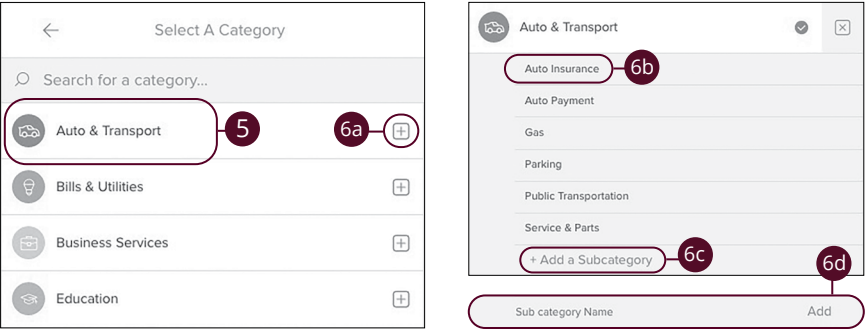 Select A Category
Search for a category...
Auto & Transport 5 6a
Bills & Utilities
Business Services
Education
Auto & Transport
Auto Insurance 6b
Auto Payment
Gas
Parking
Public Transportation
Service & Parts
+ Add a Subcategory 6c
6d
Sub category Name Add